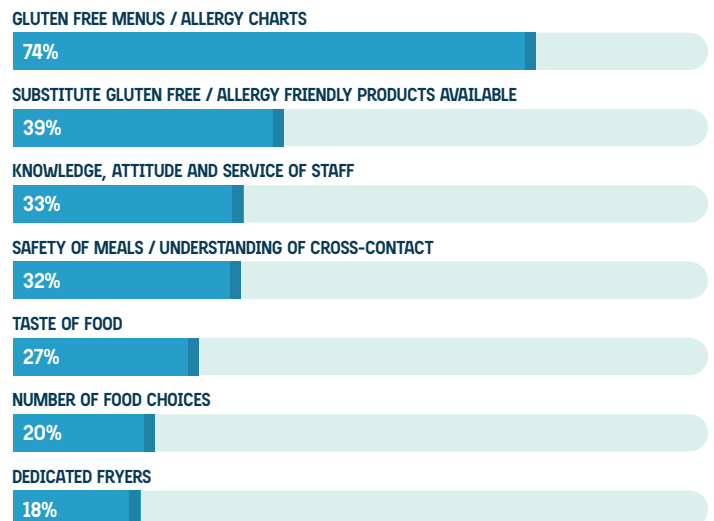 GLUTEN FREE MENUS / ALLERGY CHARTS
74%
SUBSTITUTE GLUTEN FREE / ALLERGY FRIENDLY PRODUCTS AVAILABLE
39%
KNOWLEDGE, ATTITUDE AND SERVICE OF STAFF
33%
SAFETY OF MEALS / UNDERSTANDING OF CROSS-CONTACT
32%
TASTE OF FOOD
27%
NUMBER OF FOOD CHOICES
20%
DEDICATED FRYERS
18%